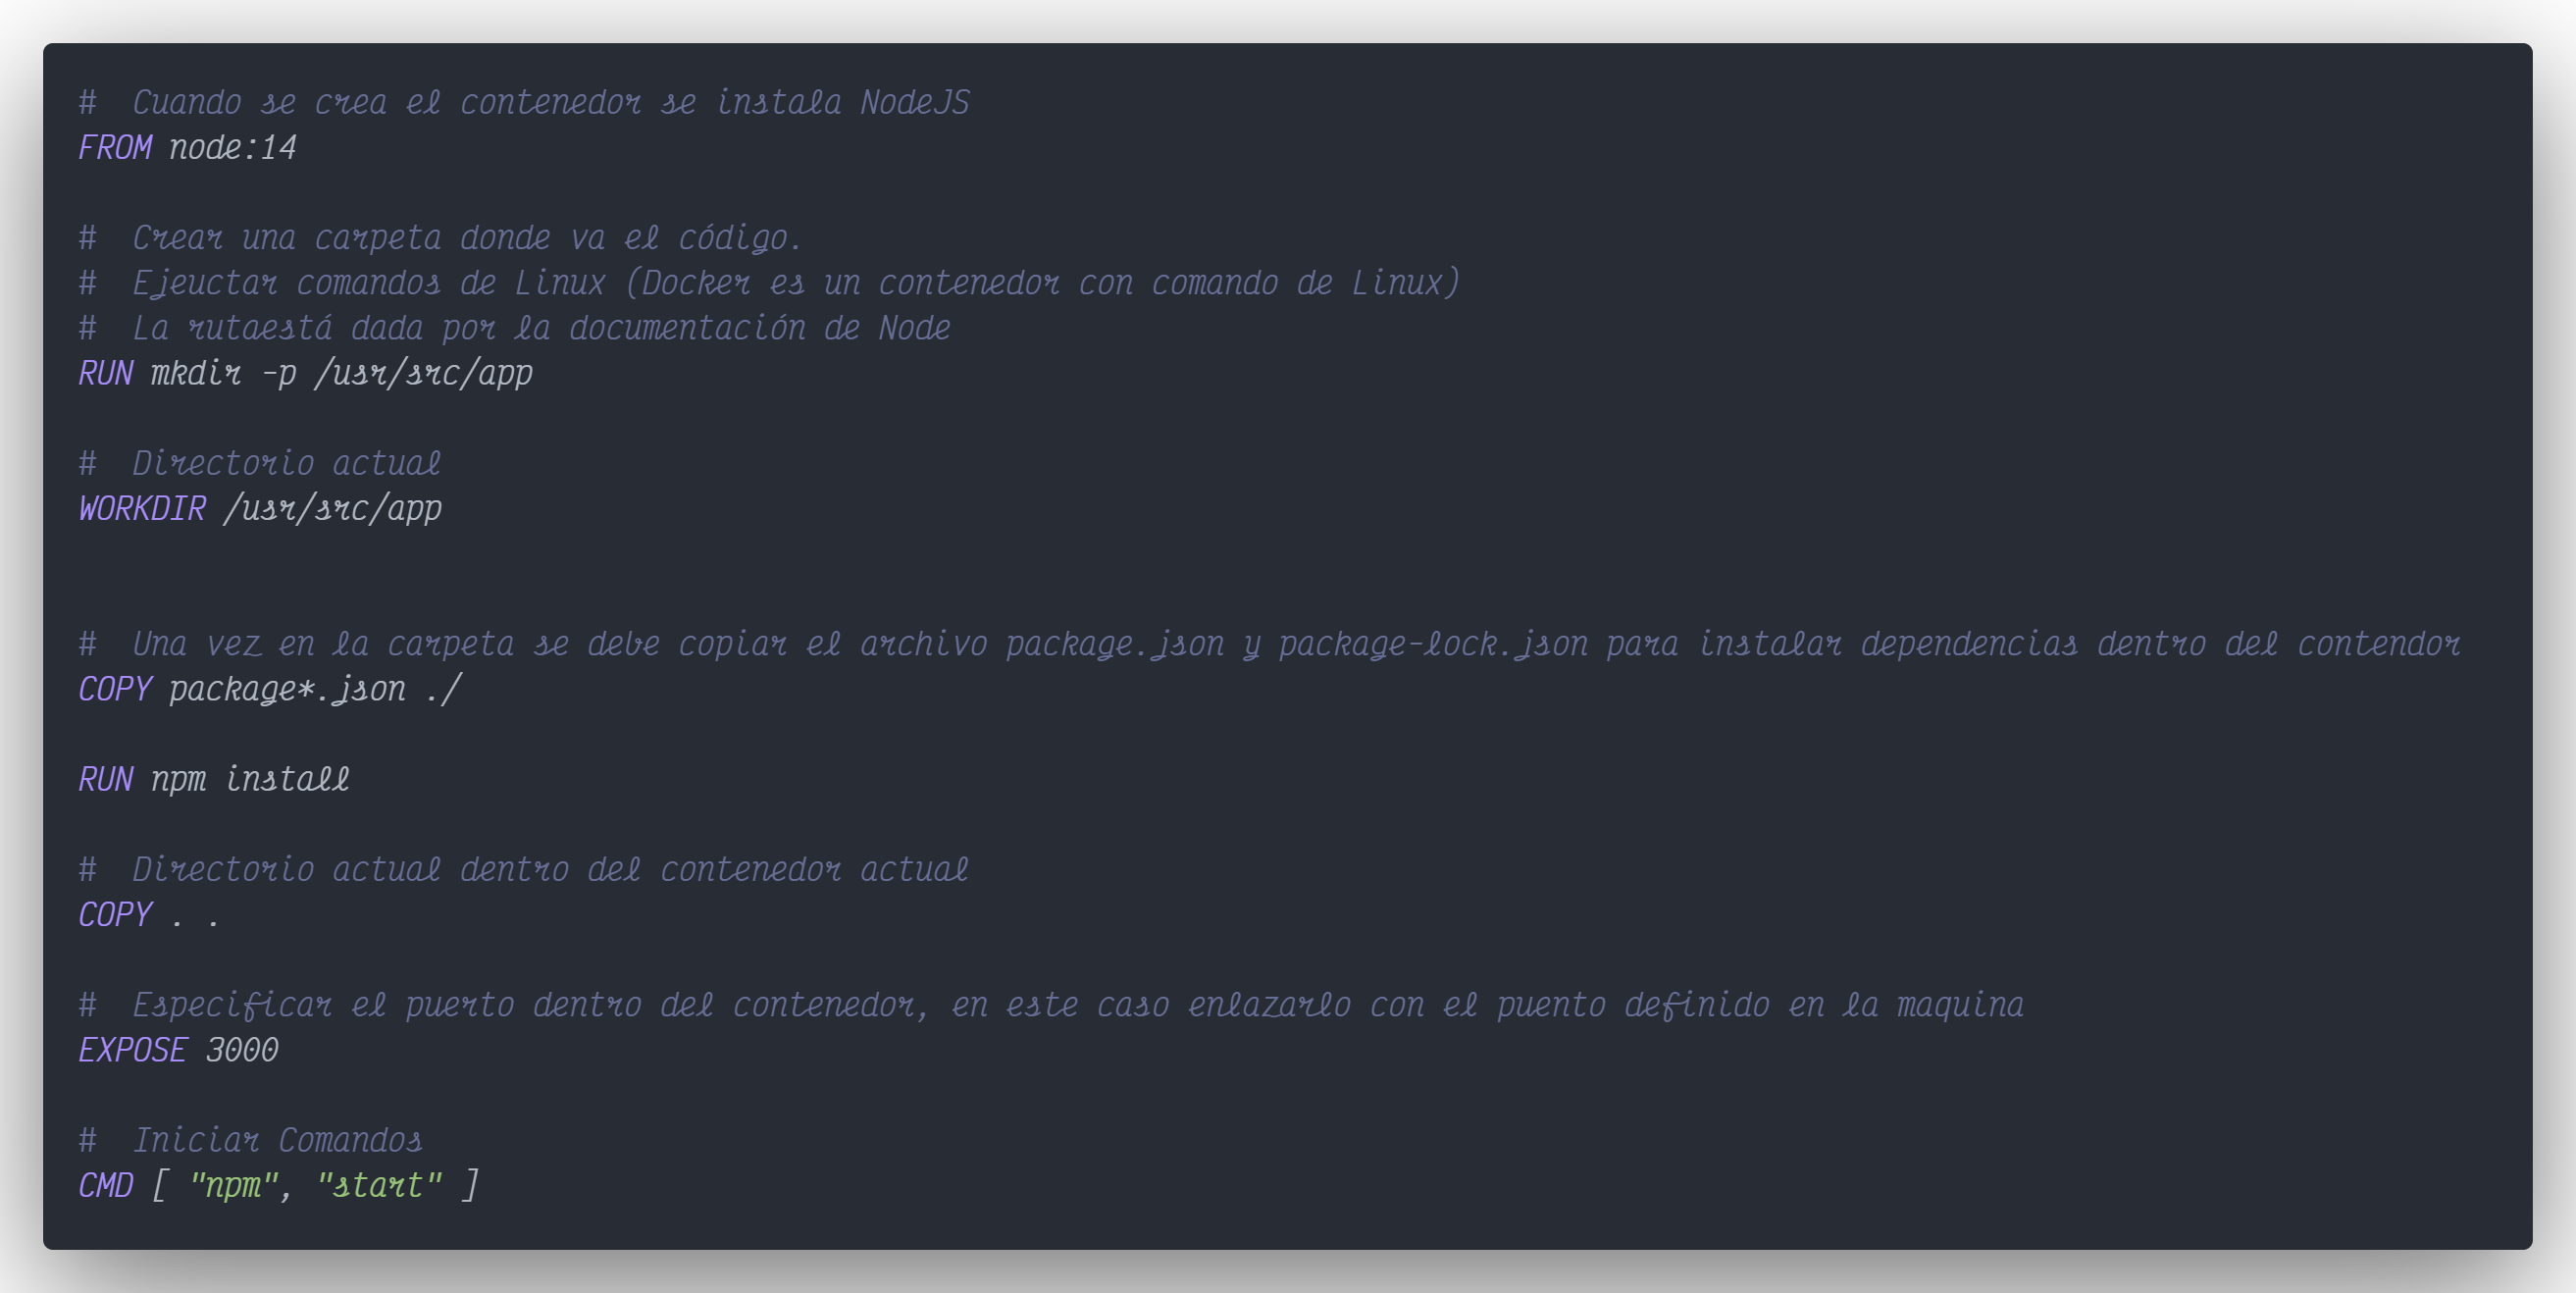 #  Cuando se crea el contenedor se instala NodeJS
FROM node:14
#  Crear una carpeta donde va el código.
#  Ejeuctar comandos de Linux (Docker es un contenedor con comando de Linux)
#  La rutaestá dada por la documentación de Node
RUN mkdir -p /usr/src/app
#  Directorio actual
WORKDIR /usr/src/app
#  Una vez en la carpeta se debe copiar el archivo package.json y package-lock.json para instalar dependencias dentro del contendor
COPY package*.json ./
RUN npm install
#  Directorio actual dentro del contenedor actual
COPY . .
#  Especificar el puerto dentro del contenedor, en este caso enlazarlo con el puento definido en la maquina
EXPOSE 3000
#  Iniciar Comandos
CMD [ "npm", "start" ]